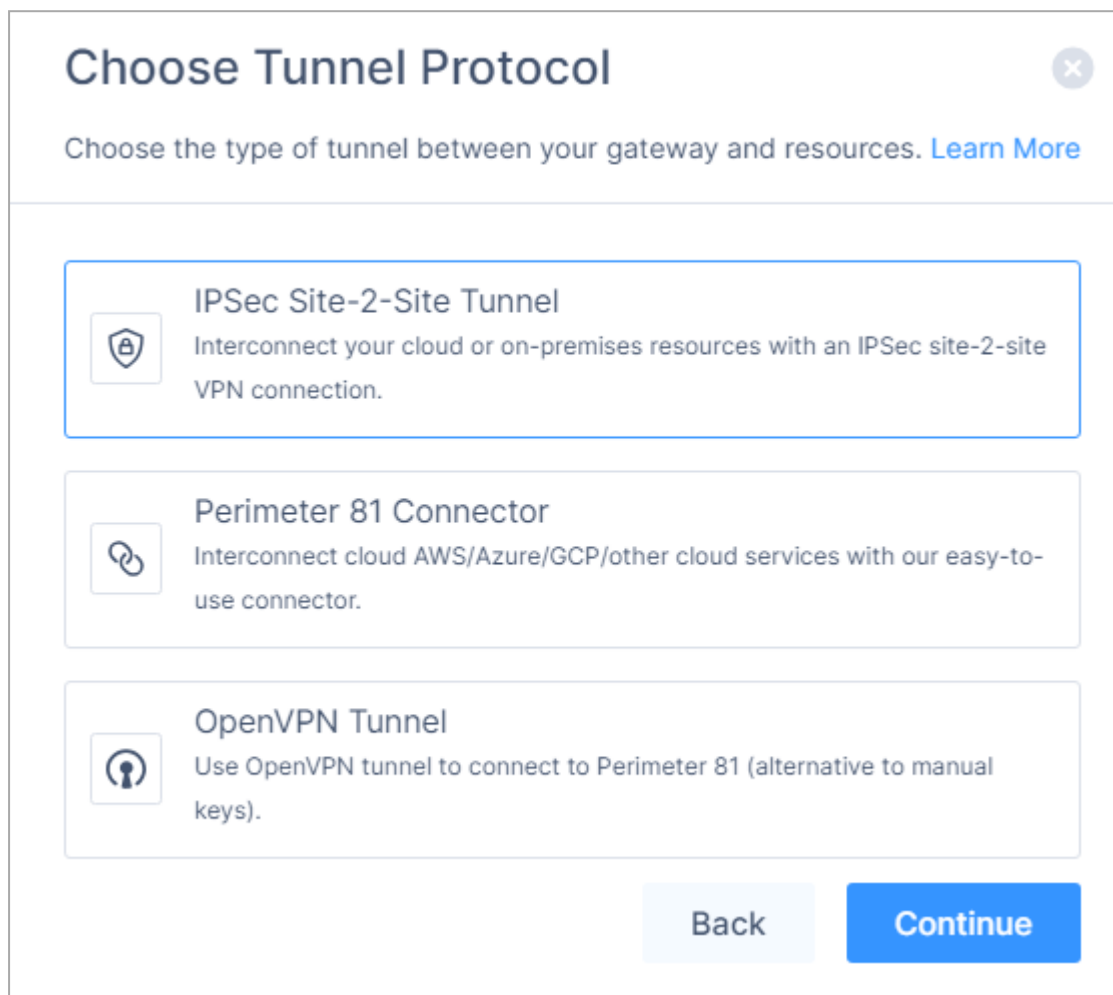 Choose Tunnel Protocol
Choose the type of tunnel between your gateway and resources. Learn More
IPSec Site-2-Site Tunnel
Interconnect your cloud or on-premises resources with an IPSec site-2-site
VPN connection.
Perimeter 81 Connector
Interconnect cloud AWS/Azure/GCP/other cloud services with our easy-to-
use connector.
OpenVPN Tunnel
Use OpenVPN tunnel to connect to Perimeter 81 (alternative to manual
keys).
Back
Continue